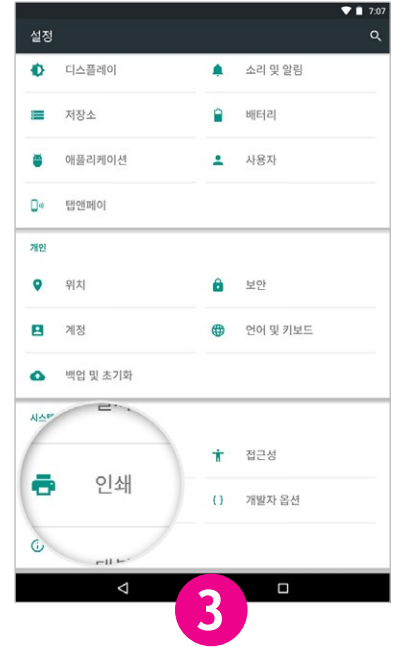 7:07
설정
디스플레이 소리 및 알림
저장소 배터리
애플리케이션 사용자
탭앤페이
개인
위치 보안
계정 언어 및 키보드
백업 및 초기화
접근성
인쇄
개발자 옵션
3